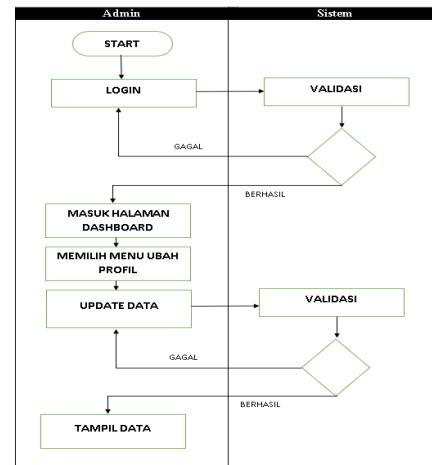 Admin
Sistem
START
LOGIN
VALIDASI
GAGAL
BERHASIL
MASUK HALAMAN
DASHBOARD
MEMILIH MENU UBAH
PROFIL
UPDATE DATA
VALIDASI
GAGAL
BERHASIL
TAMPIL DATA